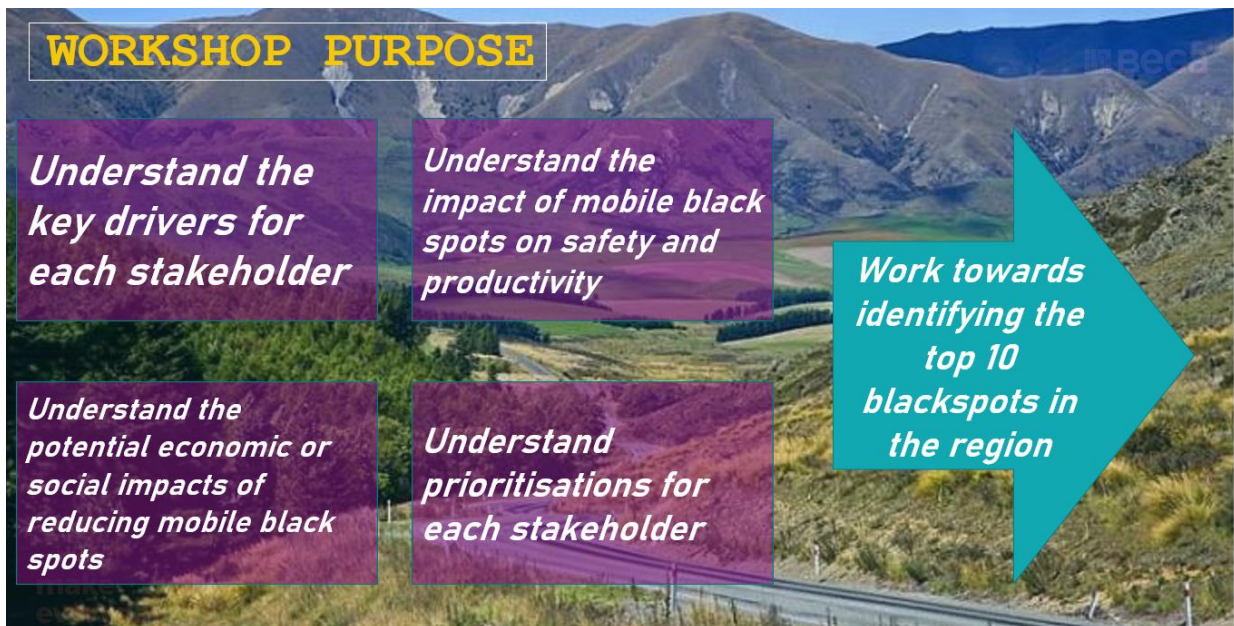 WORKSHOP PURPOSE
Beca
Understand the
key drivers for
each stakeholder
Understand the
impact of mobile black
spots on safety and
productivity
Understand the
potential economic or
social impacts of
reducing mobile black
spots
Understand
prioritisations for
each stakeholder
Work towards
identifying the
top 10
blackspots in
the region
make